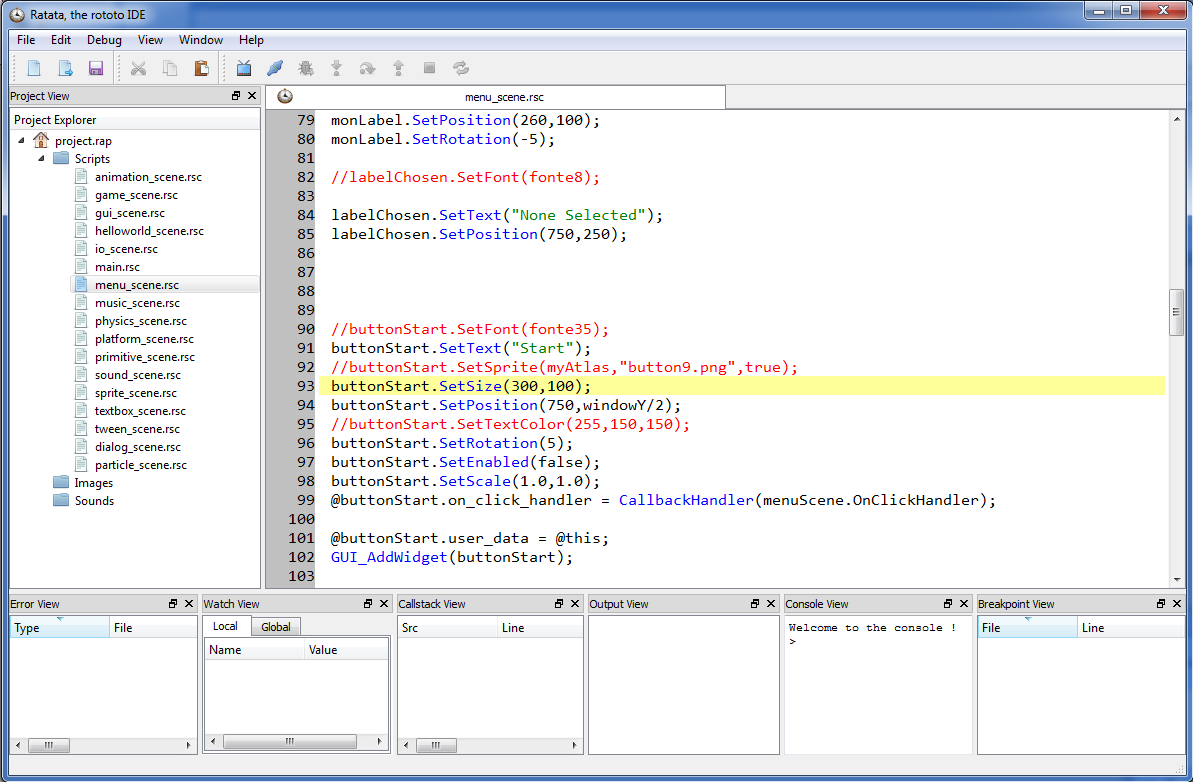 Ratata, the rototo IDE
File Edit Debug View Window Help
Project View
Project Explorer
project.rap
Scripts
animation_scene.rsc
game_scene.rsc
gui_scene.rsc
helloworld_scene.rsc
io_scene.rsc
main.rsc
menu_scene.rsc
music_scene.rsc
physics_scene.rsc
platform_scene.rsc
primitive_scene.rsc
sound_scene.rsc
sprite_scene.rsc
textbox_scene.rsc
tween_scene.rsc
dialog_scene.rsc
particle_scene.rsc
Images
Sounds
menu_scene.rsc
79 monLabel.SetPosition(260,100);
80 monLabel.SetRotation(-5);
81
82 //labelChosen.SetFont(fonte8);
83
84 labelChosen.SetText("None Selected");
85 labelChosen.SetPosition(750,250);
86
87
88
89
90 //buttonStart.SetFont(fonte35);
91 buttonStart.SetText("Start");
92 //buttonStart.SetSprite(myAtlas,"button9.png",true);
93 buttonStart.SetSize(300,100);
94 buttonStart.SetPosition(750,windowY/2);
95 //buttonStart.SetTextColor(255,150,150);
96 buttonStart.SetRotation(5);
97 buttonStart.SetEnabled(false);
98 buttonStart.SetScale(1.0,1.0);
99 @buttonStart.on_click_handler = CallbackHandler(menuScene.OnClickHandler);
100
101 @buttonStart.user_data = @this;
102 GUI_AddWidget(buttonStart);
103
Error View
Type File
Watch View
Local Global
Name Value
Callstack View
Src Line
Output View
Console View
Welcome to the console !
>
Breakpoint View
File Line